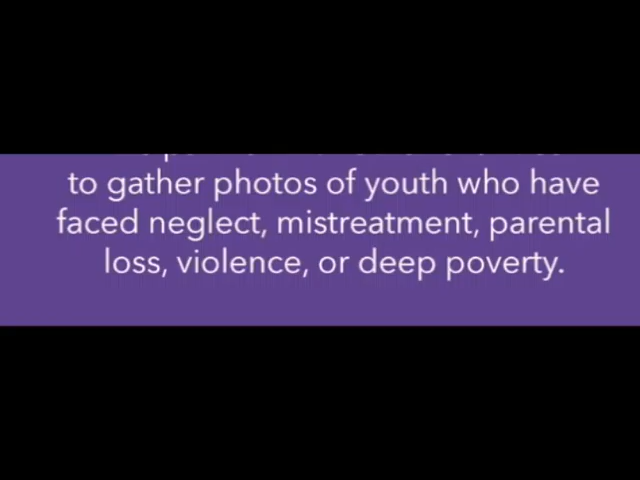 to gather photos of youth who have
faced neglect, mistreatment, parental
loss, violence, or deep poverty.